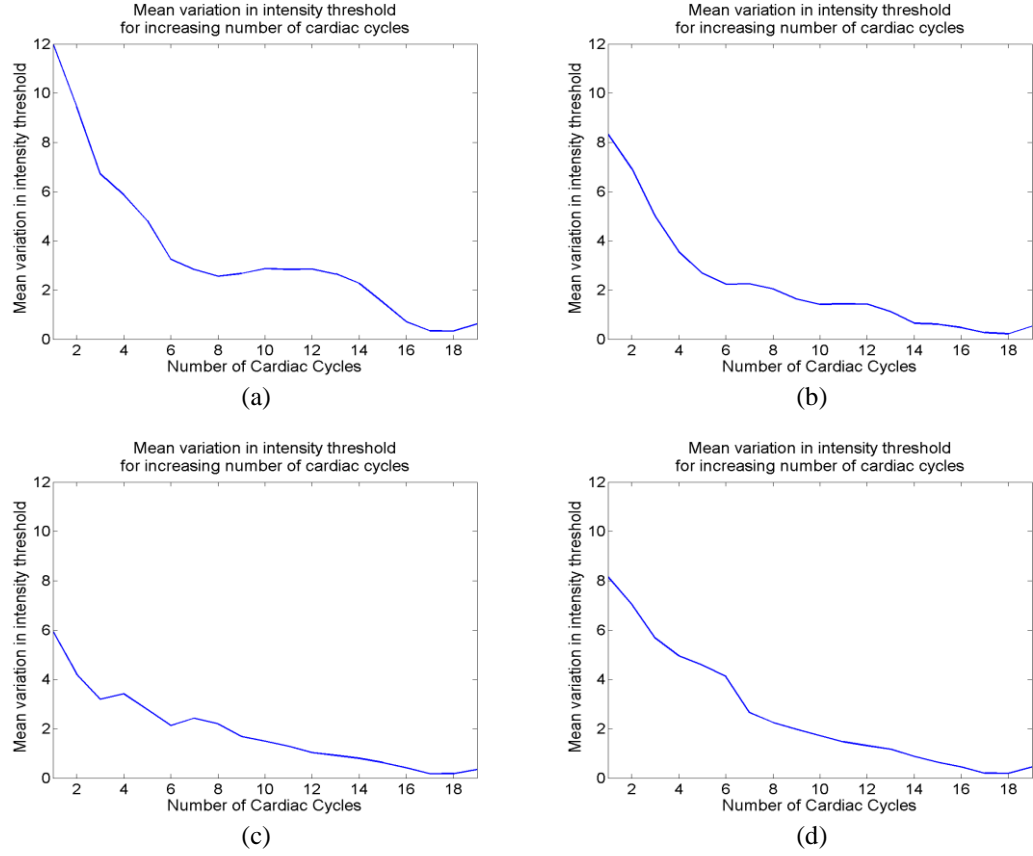 Mean variation in intensity threshold
for increasing number of cardiac cycles
Mean variation in intensity threshold
12
10
8
6
4
2
0
2 4 6 8 10 12 14 16 18
Number of Cardiac Cycles
(a)
Mean variation in intensity threshold
for increasing number of cardiac cycles
Mean variation in intensity threshold
12
10
8
6
4
2
0
2 4 6 8 10 12 14 16 18
Number of Cardiac Cycles
(b)
Mean variation in intensity threshold
for increasing number of cardiac cycles
Mean variation in intensity threshold
12
10
8
6
4
2
0
2 4 6 8 10 12 14 16 18
Number of Cardiac Cycles
(c)
Mean variation in intensity threshold
for increasing number of cardiac cycles
Mean variation in intensity threshold
12
10
8
6
4
2
0
2 4 6 8 10 12 14 16 18
Number of Cardiac Cycles
(d)